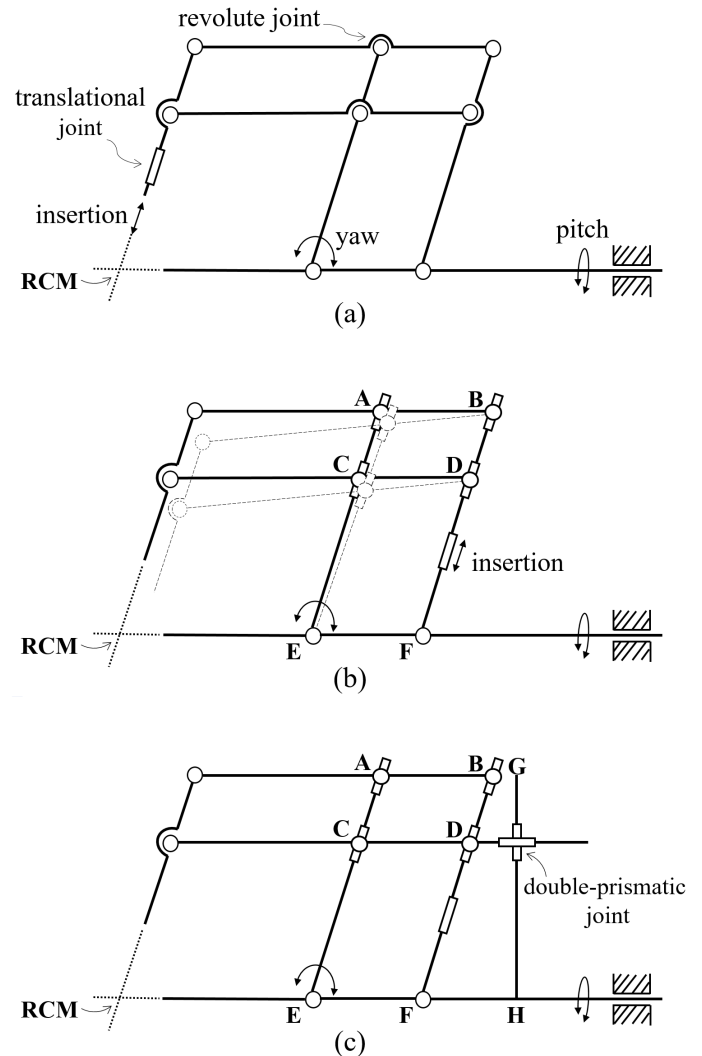 revolute joint
translational
joint
insertion
yaw
pitch
RCM
(a)
A
B
C
D
insertion
RCM
E
F
(b)
A
B
G
C
D
double-prismatic
joint
RCM
E
F
H
(c)